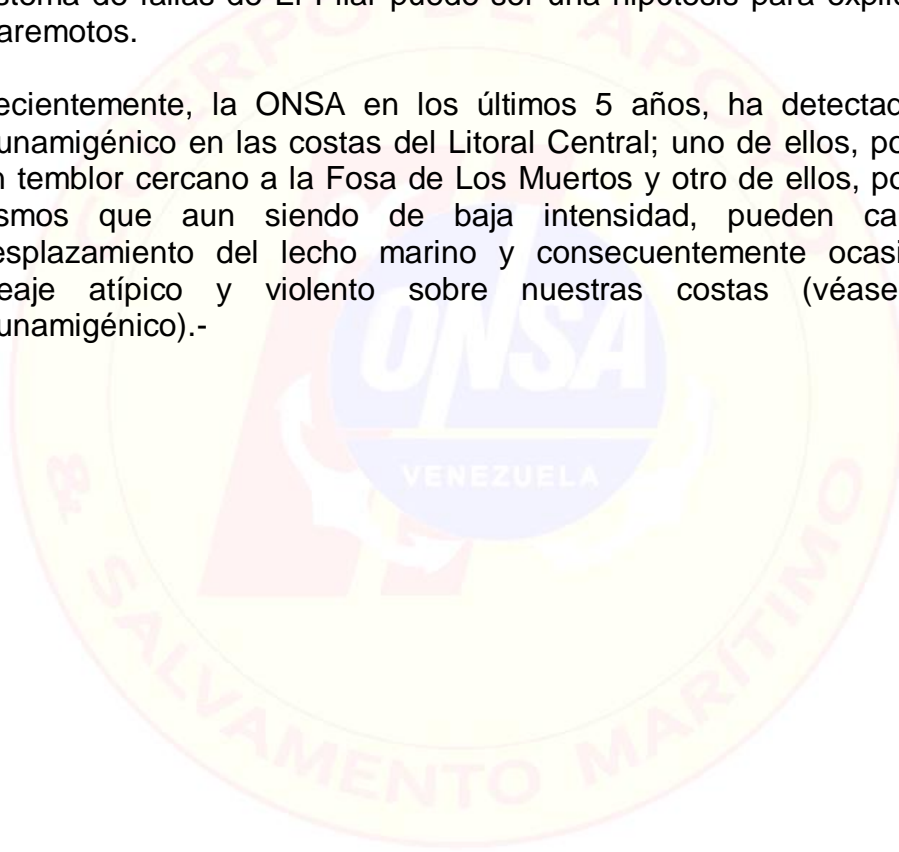 stema de fallas de El Pilar puede ser una hipótesis para expli
aremotos.
ecientemente, la ONSA en los últimos 5 años, ha detectad
unamigénico en las costas del Litoral Central; uno de ellos, po
n temblor cercano a la Fosa de Los Muertos y otro de ellos, po
smos que aun siendo de baja intensidad, pueden ca
esplazamiento del lecho marino y consecuentemente ocasi
eaje atípico y violento sobre nuestras costas (véase
unamigénico).-
CUERPO DE APOYO
ONSA
VENEZUELA
& SALVAMENTO MARÍTIMO